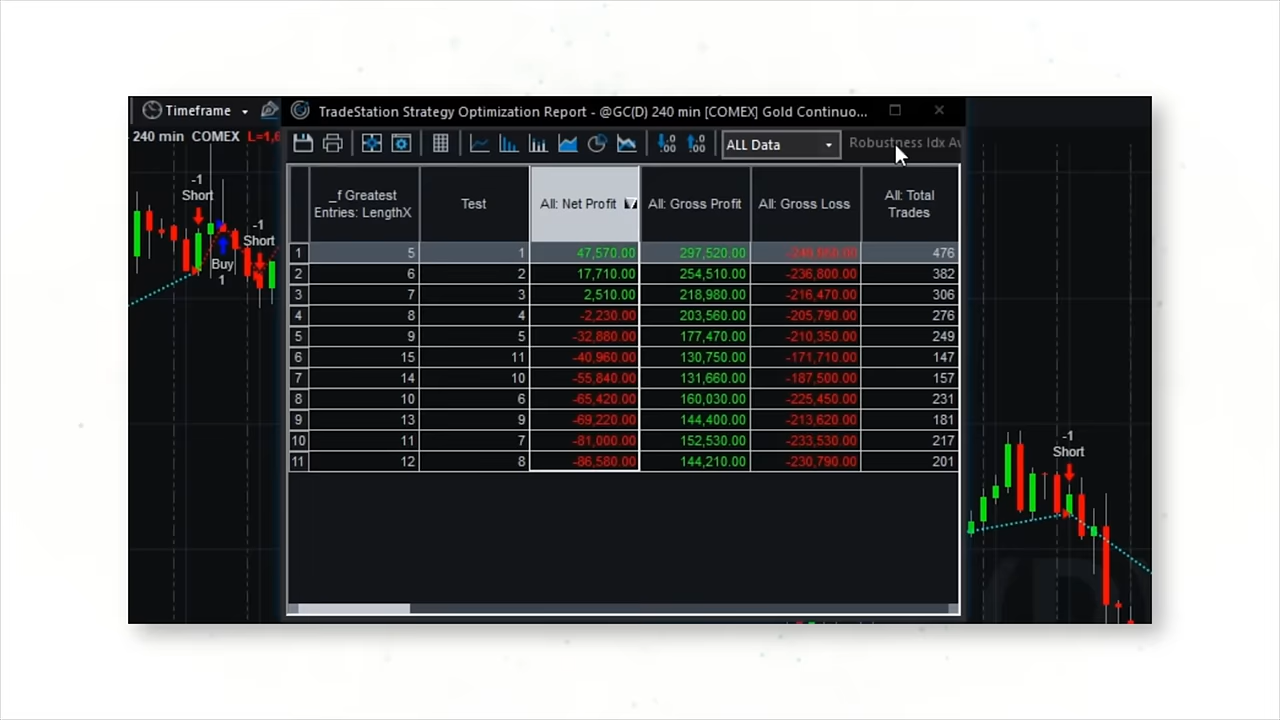 Timeframe
TradeStation Strategy Optimization Report - @GC(D) 240 min [COMEX] Gold Continuo...
240 min COMEX L=1,6
ALL Data
Robustness Idx Av
_f Greatest Entries: LengthX Test All: Net Profit All: Gross Profit All: Gross Loss All: Total Trades
1 5 1 47,570.00 297,520.00 476
2 6 2 17,710.00 254,510.00 -236,800.00 382
3 7 3 2,510.00 218,980.00 -216,470.00 306
4 8 4 -2,230.00 203,560.00 -205,790.00 276
5 9 5 -32,880.00 177,470.00 -210,350.00 249
6 15 11 -40,960.00 130,750.00 -171,710.00 147
7 14 10 -55,840.00 131,660.00 -187,500.00 157
8 10 6 -65,420.00 160,030.00 -225,450.00 231
9 13 9 -69,220.00 144,400.00 -213,620.00 181
10 11 7 -81,000.00 152,530.00 -233,530.00 217
11 12 8 -86,580.00 144,210.00 -230,790.00 201
-1
Short
-1
Short
Buy
1
-1
Short